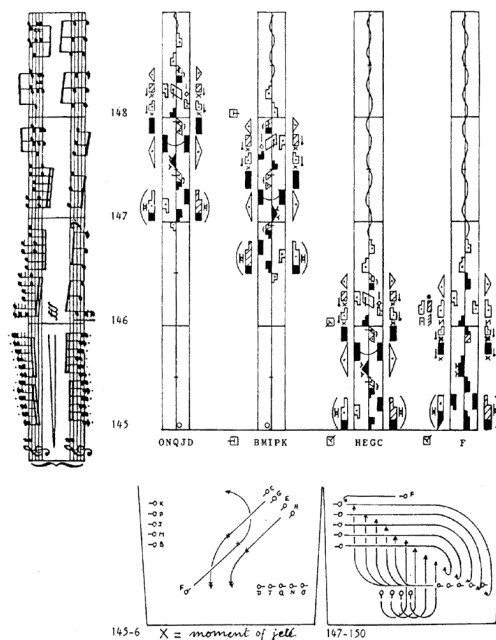 148
147
146
145
ONQJD
BMIPK
HEGC
F
K
P
I
M
B
C
G
E
H
F
D J Q N O
F
145-6
X = moment of jell
147-150